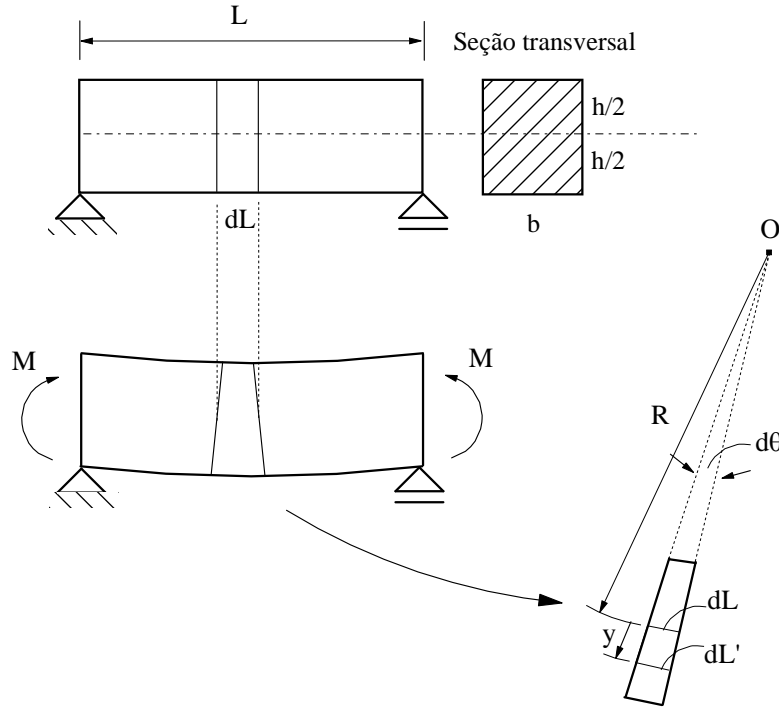 L
Seção transversal
h/2
h/2
dL
b
O
M
M
R
dθ
dL
y
dL'